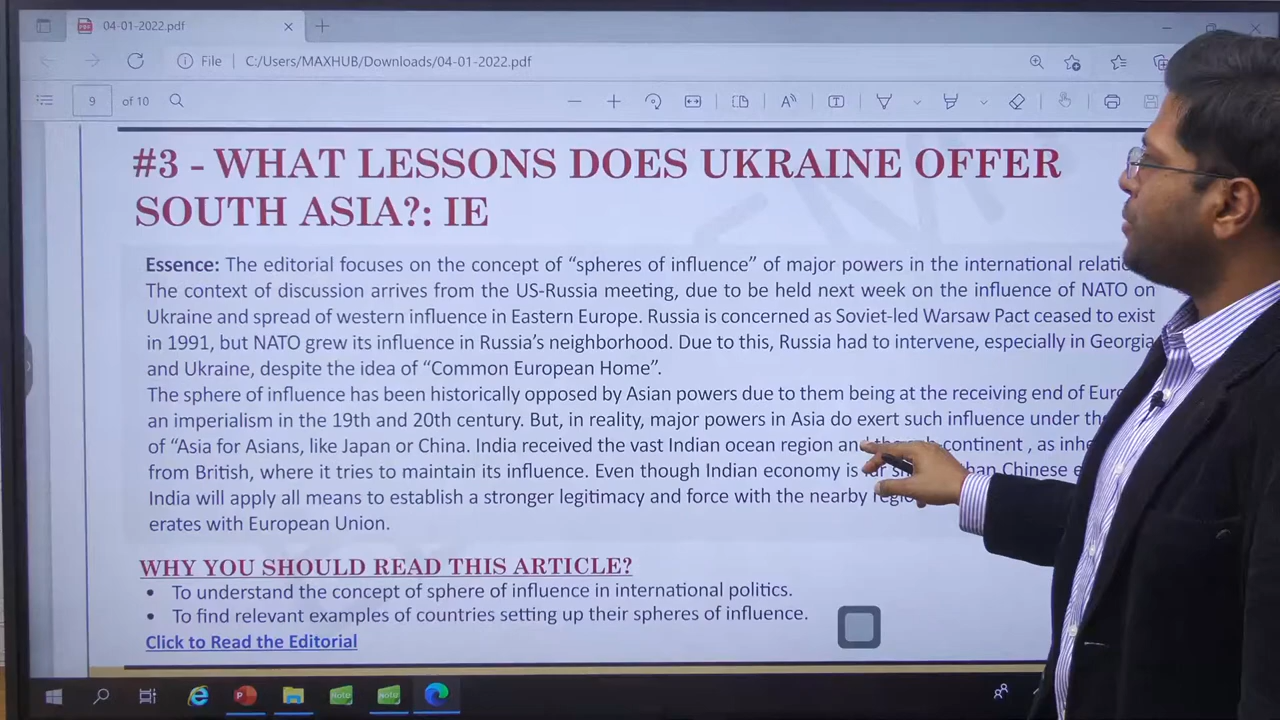 04-01-2022.pdf
File C:/Users/MAXHUB/Downloads/04-01-2022.pdf
9 of 10
#3 - WHAT LESSONS DOES UKRAINE OFFER
SOUTH ASIA?: IE
Essence: The editorial focuses on the concept of “spheres of influence” of major powers in the international
The context of discussion arrives from the US-Russia meeting, due to be held next week on the influence of NATO on
Ukraine and spread of western influence in Eastern Europe. Russia is concerned as Soviet-led Warsaw Pact ceased to exist
in 1991, but NATO grew its influence in Russia’s neighborhood. Due to this, Russia had to intervene, especially in Georgia
and Ukraine, despite the idea of “Common European Home”.
The sphere of influence has been historically opposed by Asian powers due to them being at the receiving end of
an imperialism in the 19th and 20th century. But, in reality, major powers in Asia do exert such influence under the
of “Asia for Asians, like Japan or China. India received the vast Indian ocean region and the sub-continent , as
from British, where it tries to maintain its influence. Even though Indian economy is far than Chinese
India will apply all means to establish a stronger legitimacy and force with the nearby
erates with European Union.
WHY YOU SHOULD READ THIS ARTICLE?
• To understand the concept of sphere of influence in international politics.
• To find relevant examples of countries setting up their spheres of influence.
Click to Read the Editorial